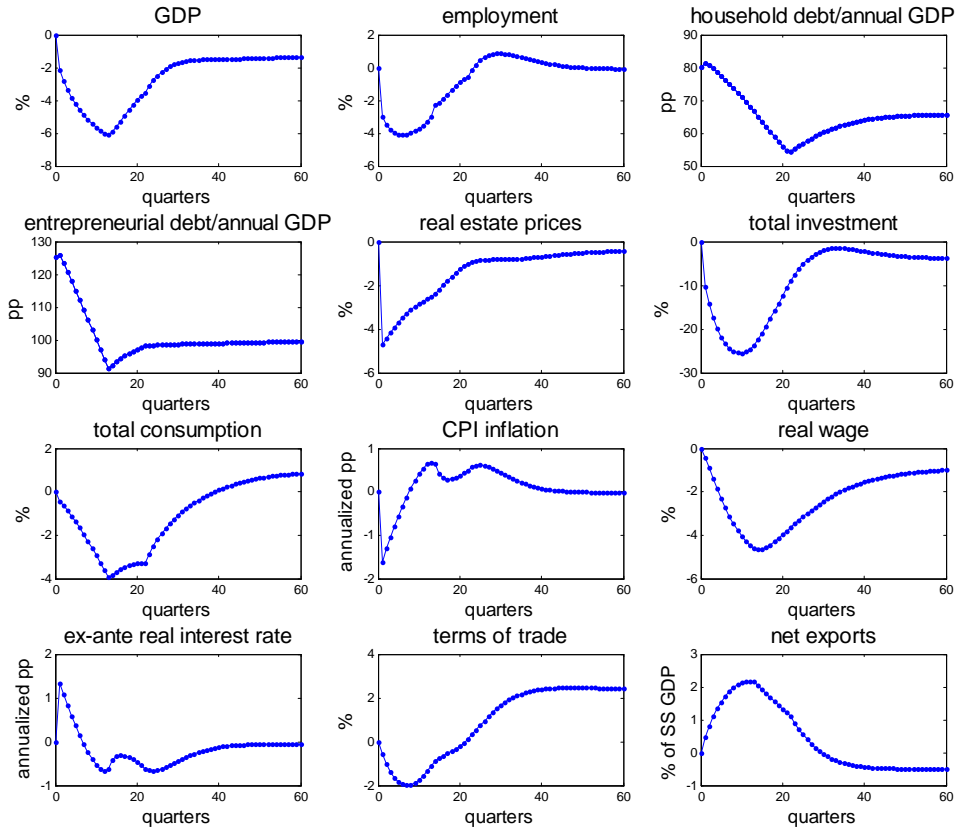 GDP
0
-2
-4
-6
-8
%
0 20 40 60
quarters
employment
2
0
-2
-4
-6
%
0 20 40 60
quarters
household debt/annual GDP
90
80
70
60
50
pp
0 20 40 60
quarters
entrepreneurial debt/annual GDP
130
120
110
100
90
pp
0 20 40 60
quarters
real estate prices
0
-2
-4
-6
%
0 20 40 60
quarters
total investment
0
-10
-20
-30
%
0 20 40 60
quarters
total consumption
2
0
-2
-4
%
0 20 40 60
quarters
CPI inflation
1
0
-1
-2
annualized pp
0 20 40 60
quarters
real wage
0
-2
-4
-6
%
0 20 40 60
quarters
ex-ante real interest rate
2
1
0
-1
annualized pp
0 20 40 60
quarters
terms of trade
4
2
0
-2
%
0 20 40 60
quarters
net exports
3
2
1
0
-1
% of SS GDP
0 20 40 60
quarters